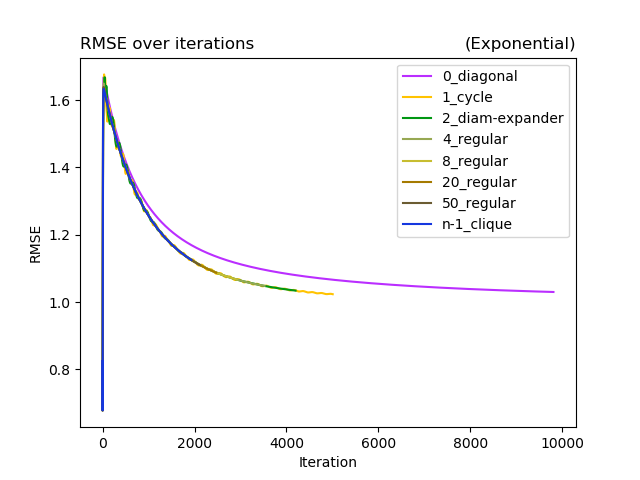 RMSE over iterations (Exponential)
0_diagonal
1_cycle
2_diam-expander
4_regular
8_regular
20_regular
50_regular
n-1_clique
RMSE
1.6
1.4
1.2
1.0
0.8
0 2000 4000 6000 8000 10000
Iteration